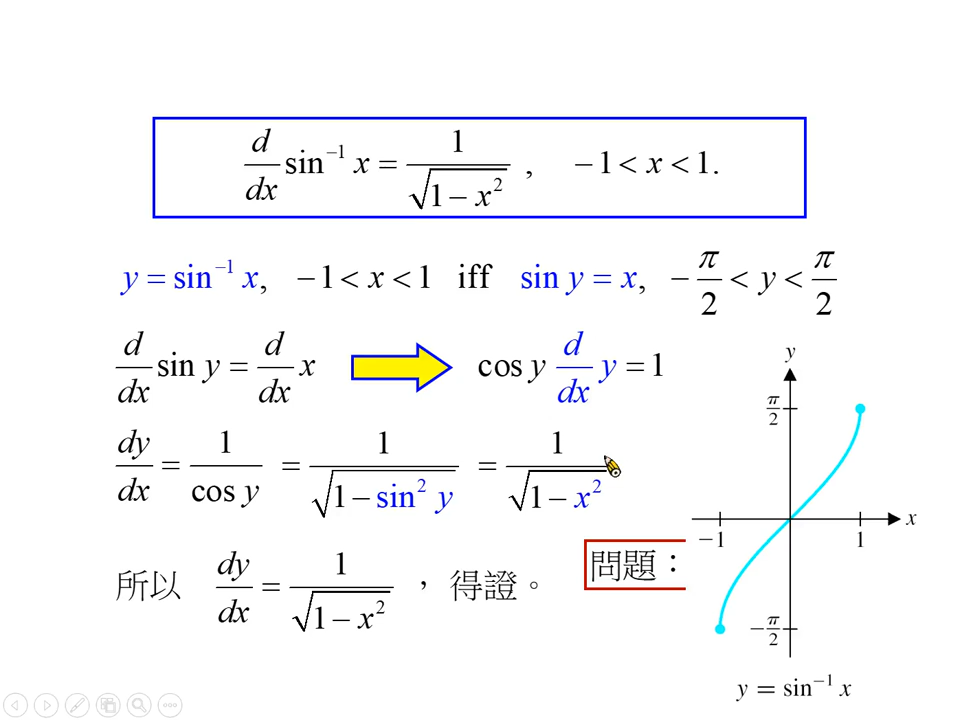 d/dx sin⁻¹ x = 1/√(1 – x²) , – 1 < x < 1.
y = sin⁻¹ x, – 1 < x < 1 iff sin y = x, – π/2 < y < π/2
d/dx sin y = d/dx x cos y d/dx y = 1
dy/dx = 1/cos y = 1/√(1 – sin² y) = 1/√(1 – x²)
所以 dy/dx = 1/√(1 – x²) ，得證。
問題：
y
π/2
x
−1
1
−π/2
y = sin⁻¹ x